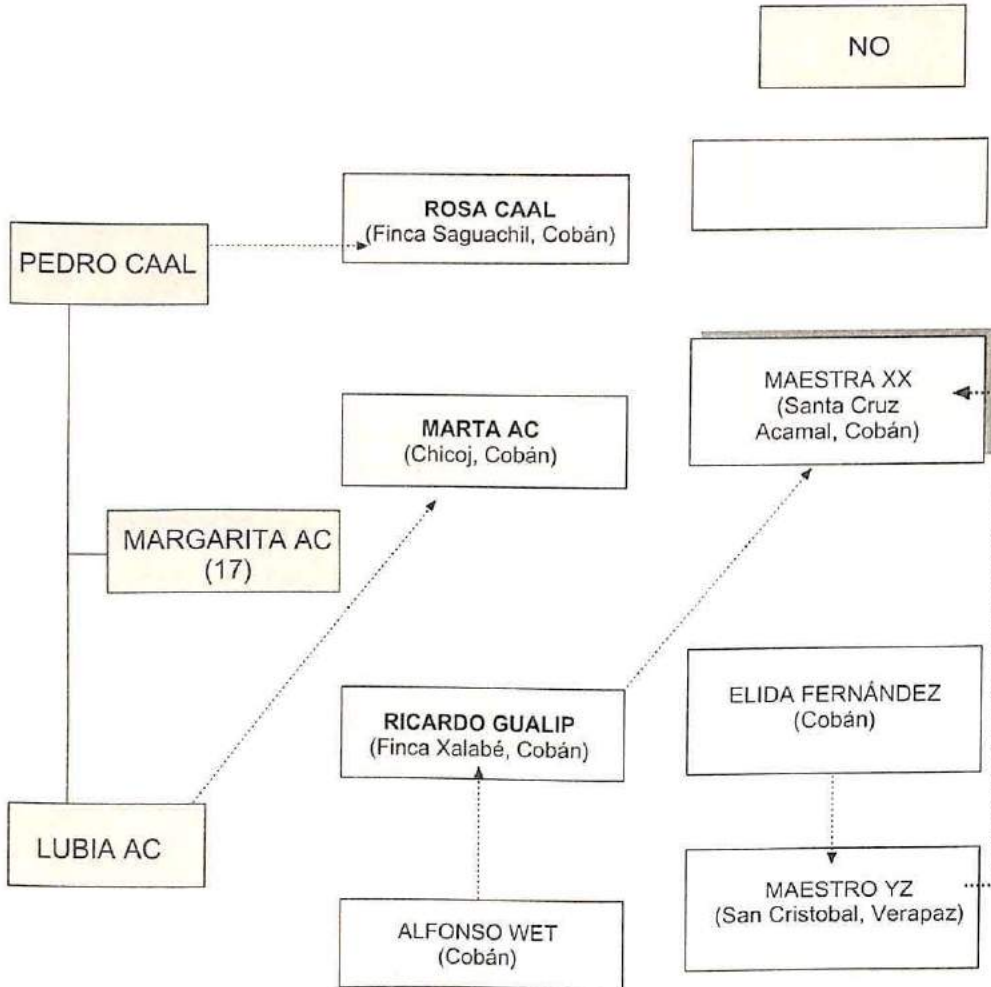 NO
ROSA CAAL
(Finca Saguachil, Cobán)
PEDRO CAAL
MAESTRA XX
(Santa Cruz
Acamal, Cobán)
MARTA AC
(Chicoj, Cobán)
MARGARITA AC
(17)
ELIDA FERNÁNDEZ
(Cobán)
RICARDO GUALIP
(Finca Xalabé, Cobán)
LUBIA AC
MAESTRO YZ
(San Cristobal, Verapaz)
ALFONSO WET
(Cobán)